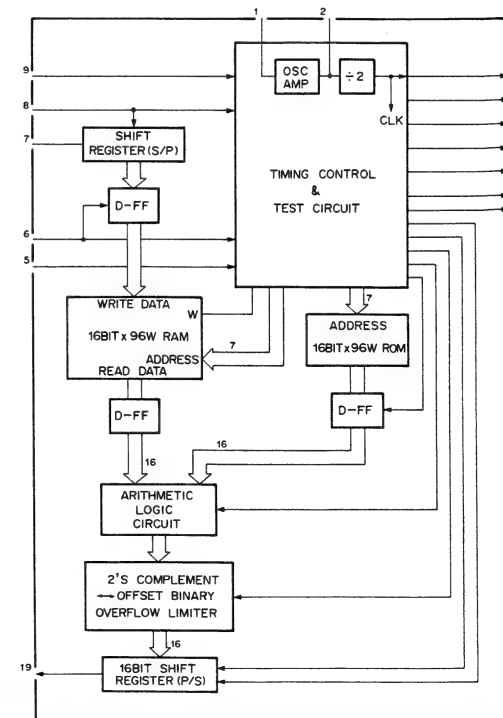 1
2
OSC
AMP
÷2
9
8
CLK
7
SHIFT
REGISTER (S/P)
TIMING CONTROL
&
TEST CIRCUIT
D-FF
6
5
WRITE DATA
W
16BIT x 96W RAM
ADDRESS
READ DATA
7
7
ADDRESS
16BIT x 96W ROM
D-FF
D-FF
16
16
ARITHMETIC
LOGIC
CIRCUIT
2'S COMPLEMENT
↔OFFSET BINARY
OVERFLOW LIMITER
16
19
16BIT SHIFT
REGISTER (P/S)